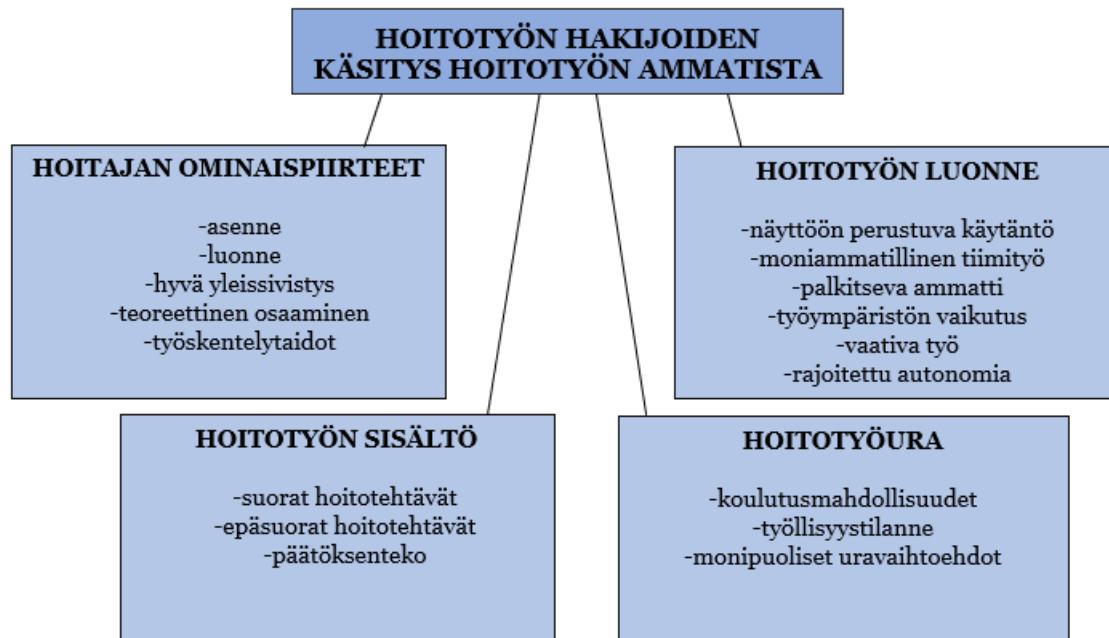 HOITOTYÖN HAKIJOIDEN
KÄSITYS HOITOTYÖN AMMATISTA
HOITAJAN OMINAISPIIRTEET
-asenne
-luonne
-hyvä yleissivistys
-teoreettinen osaaminen
-työskentelytaidot
HOITOTYÖN LUONNE
-näyttöön perustuva käytäntö
-moniammatillinen tiimityö
-palkitseva ammatti
-työympäristön vaikutus
-vaativa työ
-rajoitettu autonomia
HOITOTYÖN SISÄLTÖ
-suorat hoitotehtävät
-epäsuorat hoitotehtävät
-päätöksenteko
HOITOTYÖURA
-koulutusmahdollisuudet
-työllisyystilanne
-monipuoliset uravaihtoehdot